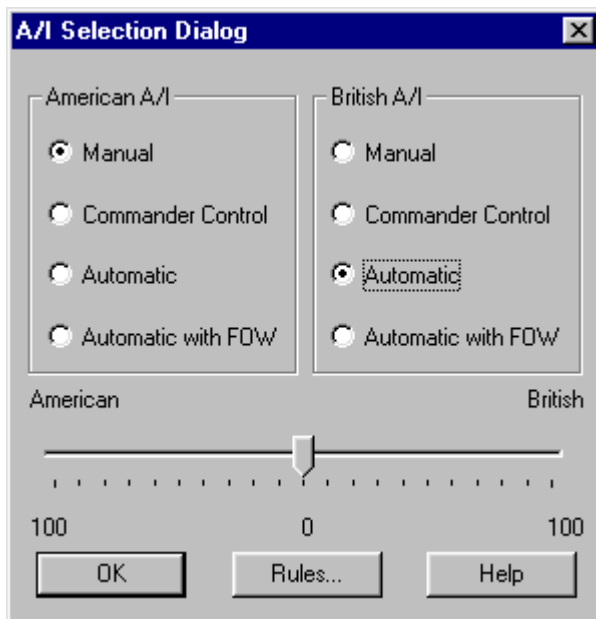 A/I Selection Dialog
American A/I
Manual
Commander Control
Automatic
Automatic with FOW
British A/I
Manual
Commander Control
Automatic
Automatic with FOW
American British
100 0 100
OK Rules... Help